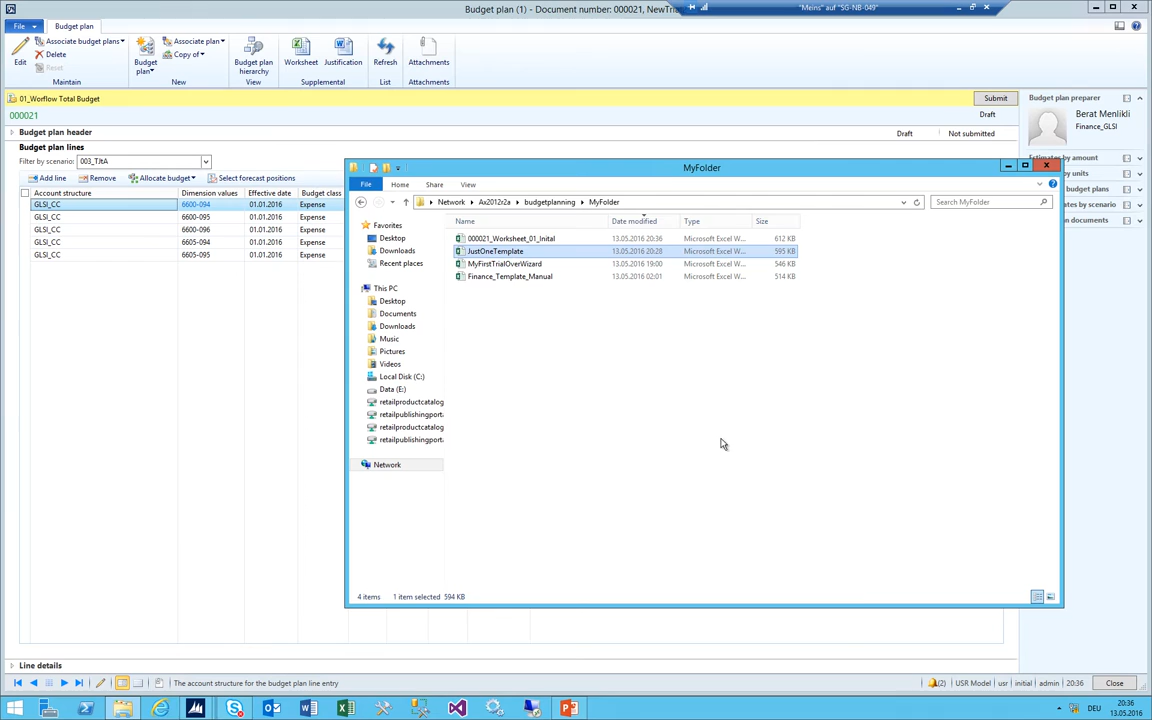 Budget plan (1) - Document number: 000021, NewTria
"Meins" auf "SG-NB-049"
File
Budget plan
Edit
Associate budget plans
Delete
Reset
Maintain
Budget plan
Associate plan
Copy of
New
Budget plan hierarchy
View
Worksheet
Justification
Supplemental
Refresh
List
Attachments
Attachments
01_Worflow Total Budget
Submit
000021
Draft
Budget plan header
Draft
Not submitted
Budget plan lines
Filter by scenario: 003_TJtA
Add line
Remove
Allocate budget
Select forecast positions
Account structure Dimension values Effective date Budget class
GLSI_CC 6600-094 01.01.2016 Expense
GLSI_CC 6600-095 01.01.2016 Expense
GLSI_CC 6600-096 01.01.2016 Expense
GLSI_CC 6605-094 01.01.2016 Expense
GLSI_CC 6605-095 01.01.2016 Expense
Budget plan preparer
Berat Menlikli
Finance_GLSI
Estimates by amount
by units
budget plans
tes by scenario
n documents
MyFolder
File Home Share View
Network Ax2012r2a budgetplanning MyFolder
Search MyFolder
Favorites
Desktop
Downloads
Recent places
This PC
Desktop
Documents
Downloads
Music
Pictures
Videos
Local Disk (C:)
Data (E:)
retailproductcatalog
retailpublishingport
retailproductcatalog
retailpublishingport
Network
Name Date modified Type Size
000021_Worksheet_01_Inital 13.05.2016 20:36 Microsoft Excel W... 612 KB
JustOneTemplate 13.05.2016 20:28 Microsoft Excel W... 595 KB
MyFirstTrialOverWizard 13.05.2016 19:00 Microsoft Excel W... 546 KB
Finance_Template_Manual 13.05.2016 02:01 Microsoft Excel W... 514 KB
4 items 1 item selected 594 KB
Line details
The account structure for the budget plan line entry
(2) USR Model usr initial admin 20:36 Close
DEU
20:36
13.05.2016